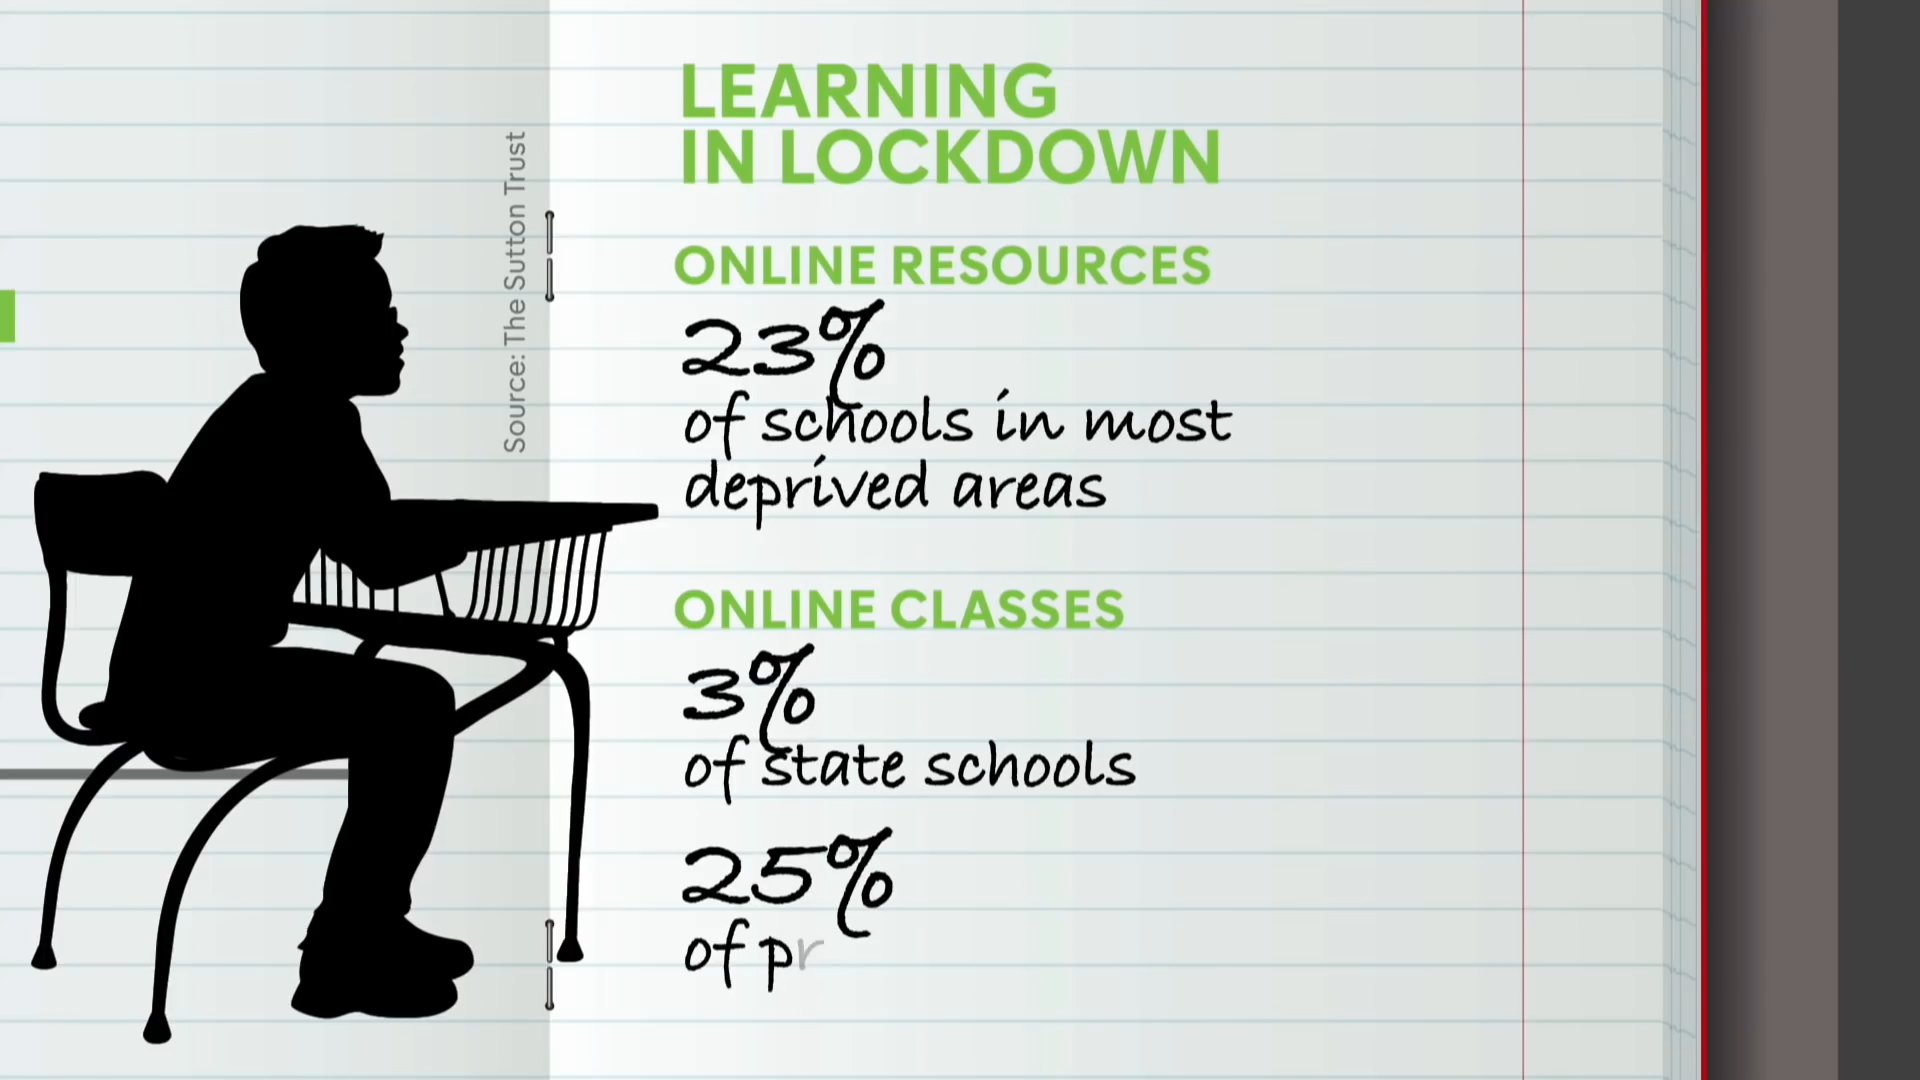 LEARNING
IN LOCKDOWN
Source: The Sutton Trust
ONLINE RESOURCES
23%
of schools in most
deprived areas
ONLINE CLASSES
3%
of state schools
25%
of pr